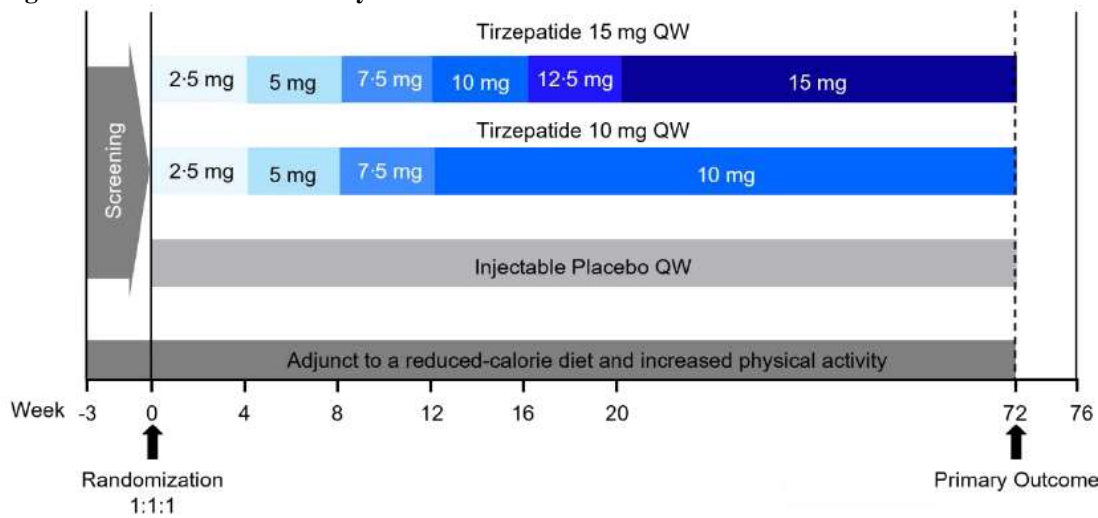 Tirzepatide 15 mg QW
2·5 mg 5 mg 7·5 mg 10 mg 12·5 mg 15 mg
Tirzepatide 10 mg QW
2·5 mg 5 mg 7·5 mg 10 mg
Screening
Injectable Placebo QW
Adjunct to a reduced-calorie diet and increased physical activity
Week -3 0 4 8 12 16 20 72 76
Randomization
1:1:1
Primary Outcome